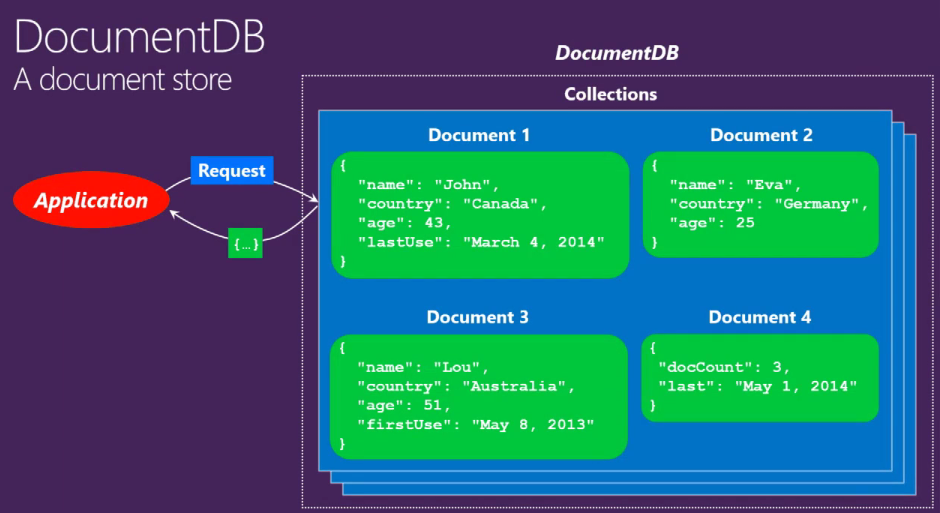 DocumentDB
A document store
DocumentDB
Collections
Application
Request
{...}
Document 1
{
"name": "John",
"country": "Canada",
"age": 43,
"lastUse": "March 4, 2014"
}
Document 2
{
"name": "Eva",
"country": "Germany",
"age": 25
}
Document 3
{
"name": "Lou",
"country": "Australia",
"age": 51,
"firstUse": "May 8, 2013"
}
Document 4
{
"docCount": 3,
"last": "May 1, 2014"
}